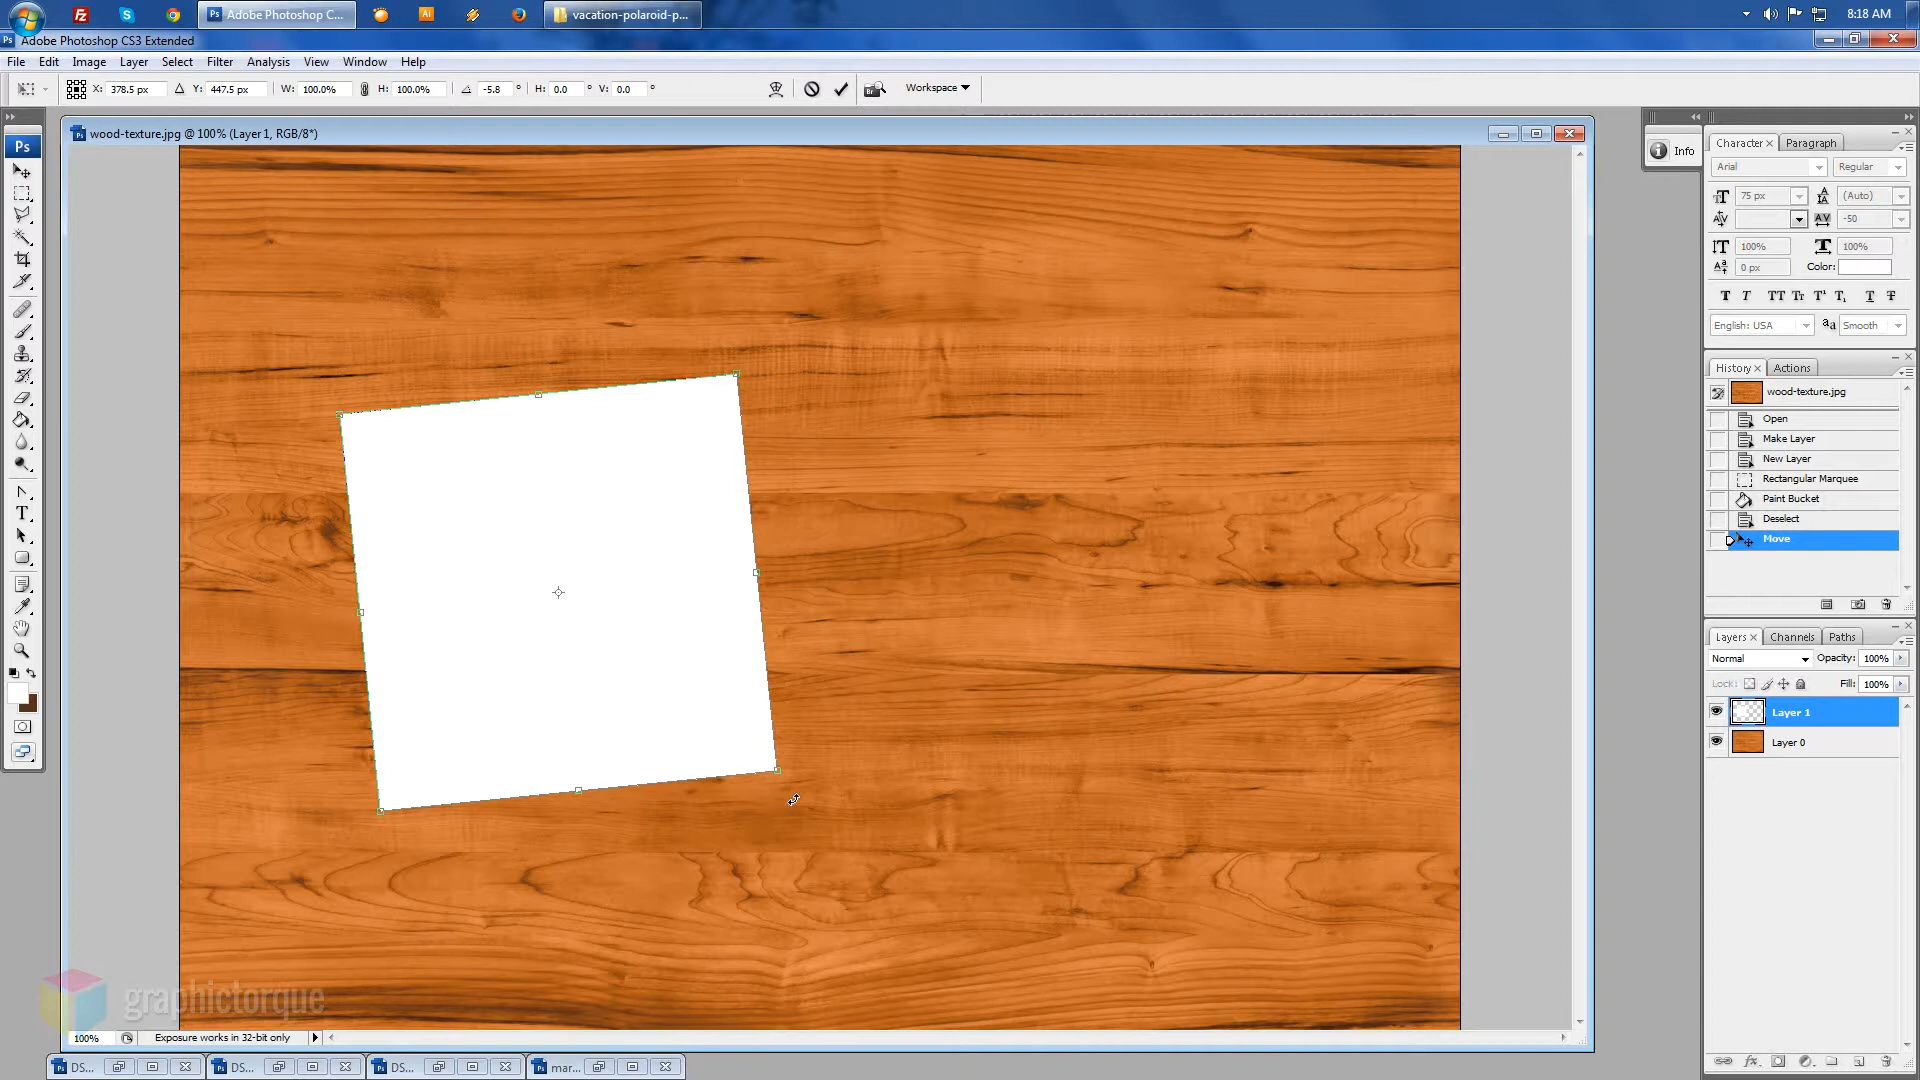 Adobe Photoshop C...
vacation-polaroid-p...
8:18 AM
Adobe Photoshop CS3 Extended
File Edit Image Layer Select Filter Analysis View Window Help
X: 378.5 px Y: 447.5 px W: 100.0% H: 100.0% -5.8 ° H: 0.0 ° V: 0.0 ° Workspace
wood-texture.jpg @ 100% (Layer 1, RGB/8*)
Info
Character Paragraph
Arial Regular
75 px (Auto)
-50
100% 100%
0 px Color:
English: USA Smooth
History Actions
wood-texture.jpg
Open
Make Layer
New Layer
Rectangular Marquee
Paint Bucket
Deselect
Move
Layers Channels Paths
Normal Opacity: 100%
Lock: Fill: 100%
Layer 1
Layer 0
graphictorque
100% Exposure works in 32-bit only
DS... DS... DS... mar...